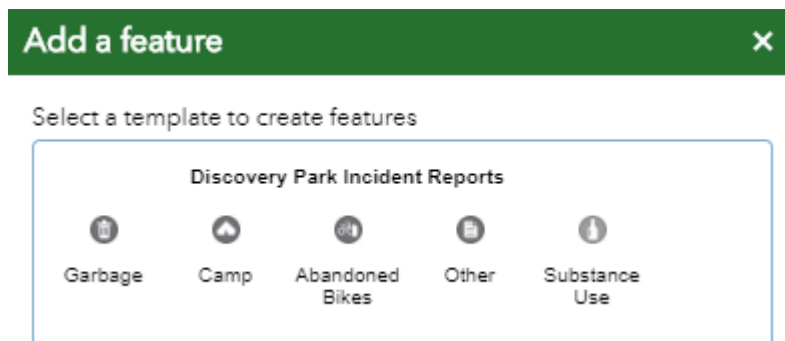 Add a feature
Select a template to create features
Discovery Park Incident Reports
Garbage
Camp
Abandoned
Bikes
Other
Substance
Use